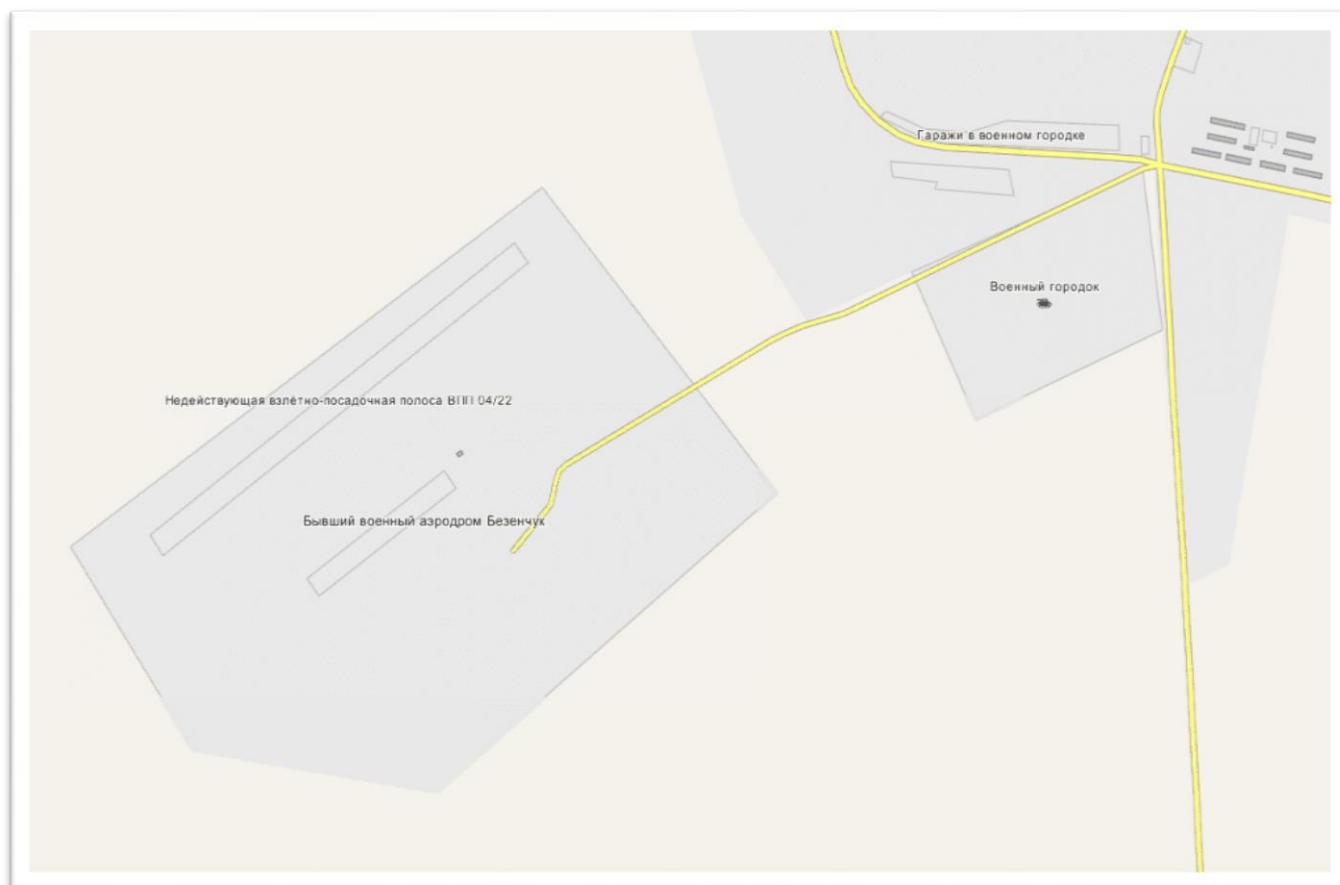 Гаражи в военном городке
Военный городок
Недействующая взлётно-посадочная полоса ВПП 04/22
Бывший военный аэродром Безенчук